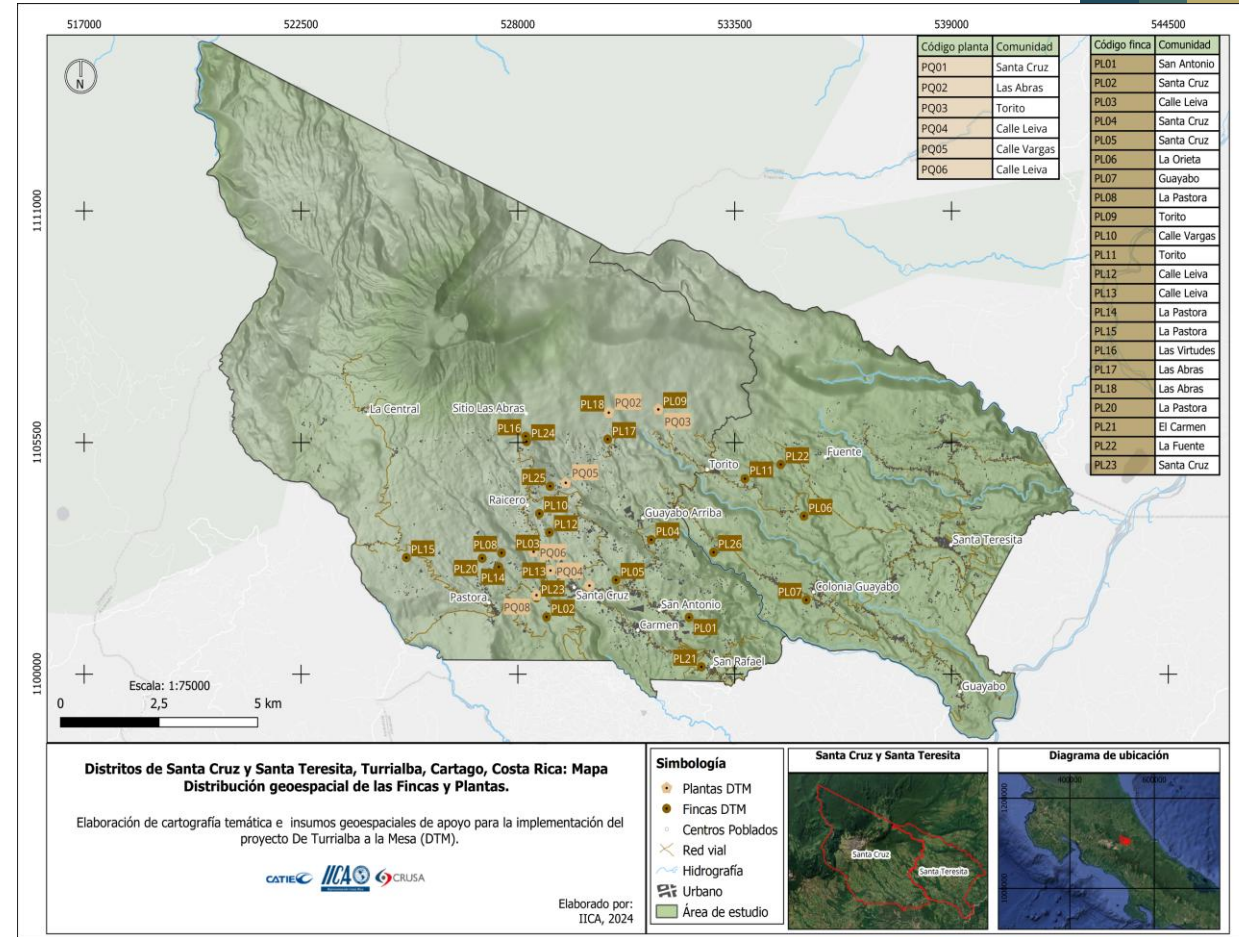 517000 522500 528000 533500 539000 544500
N
Código planta Comunidad
PQ01 Santa Cruz
PQ02 Las Abras
PQ03 Torito
PQ04 Calle Leiva
PQ05 Calle Vargas
PQ06 Calle Leiva
Código finca Comunidad
PL01 San Antonio
PL02 Santa Cruz
PL03 Calle Leiva
PL04 Santa Cruz
PL05 Santa Cruz
PL06 La Orieta
PL07 Guayabo
PL08 La Pastora
PL09 Torito
PL10 Calle Vargas
PL11 Torito
PL12 Calle Leiva
PL13 Calle Leiva
PL14 La Pastora
PL15 La Pastora
PL16 Las Virtudes
PL17 Las Abras
PL18 Las Abras
PL20 La Pastora
PL21 El Carmen
PL22 La Fuente
PL23 Santa Cruz
1111000
1105500
1100000
La Central
Sitio Las Abras
PL18
PQ02
PL09
PQ03
PL16
PL24
PL17
PL25
PQ05
Torito
PL11
PL22
Fuente
Raicero
PL10
PL12
Guayabo Arriba
PL04
PL06
PL26
Santa Teresita
PL15
PL08
PL20
PL14
PL03
PQ06
PL13
PQ04
PL05
PL23
Santa Cruz
PQ08
PL02
Pastora
San Antonio
Carmen
PL01
PL07
Colonia Guayabo
PL21
San Rafael
Guayabo
Escala: 1:75000
0 2,5 5 km
Distritos de Santa Cruz y Santa Teresita, Turrialba, Cartago, Costa Rica: Mapa
Distribución geoespacial de las Fincas y Plantas.
Elaboración de cartografía temática e insumos geoespaciales de apoyo para la implementación del
proyecto De Turrialba a la Mesa (DTM).
CATIE IICA CRUSA
Elaborado por:
IICA, 2024
Simbología
Plantas DTM
Fincas DTM
Centros Poblados
Red vial
Hidrografía
Urbano
Área de estudio
Santa Cruz y Santa Teresita
Santa Cruz
Santa Teresita
Diagrama de ubicación
400000 600000
1200000